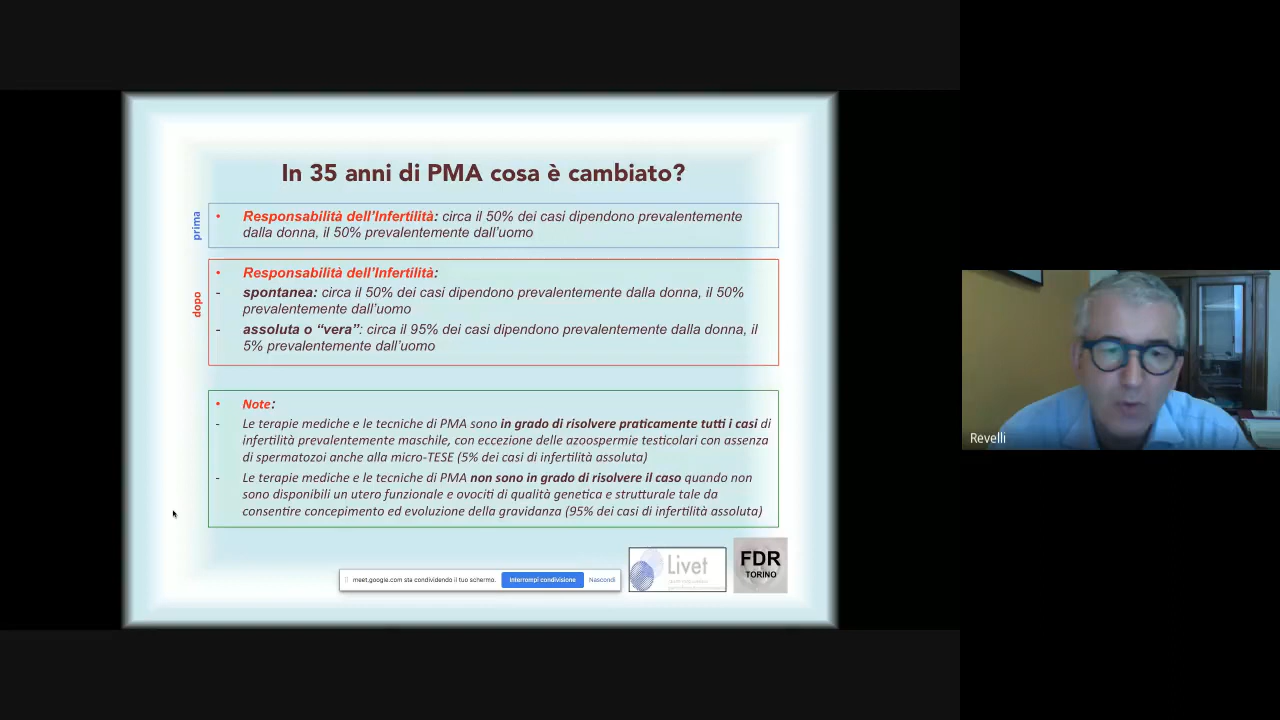 In 35 anni di PMA cosa è cambiato?
prima
• Responsabilità dell'Infertilità: circa il 50% dei casi dipendono prevalentemente
dalla donna, il 50% prevalentemente dall'uomo
dopo
• Responsabilità dell'Infertilità:
- spontanea: circa il 50% dei casi dipendono prevalentemente dalla donna, il 50%
prevalentemente dall'uomo
- assoluta o “vera”: circa il 95% dei casi dipendono prevalentemente dalla donna, il
5% prevalentemente dall'uomo
• Note:
- Le terapie mediche e le tecniche di PMA sono in grado di risolvere praticamente tutti i casi di
infertilità prevalentemente maschile, con eccezione delle azoospermie testicolari con assenza
di spermatozoi anche alla micro-TESE (5% dei casi di infertilità assoluta)
- Le terapie mediche e le tecniche di PMA non sono in grado di risolvere il caso quando non
sono disponibili un utero funzionale e ovociti di qualità genetica e strutturale tale da
consentire concepimento ed evoluzione della gravidanza (95% dei casi di infertilità assoluta)
meet.google.com sta condividendo il tuo schermo. Interrompi condivisione Nascondi
Livet
FDR
TORINO
Revelli